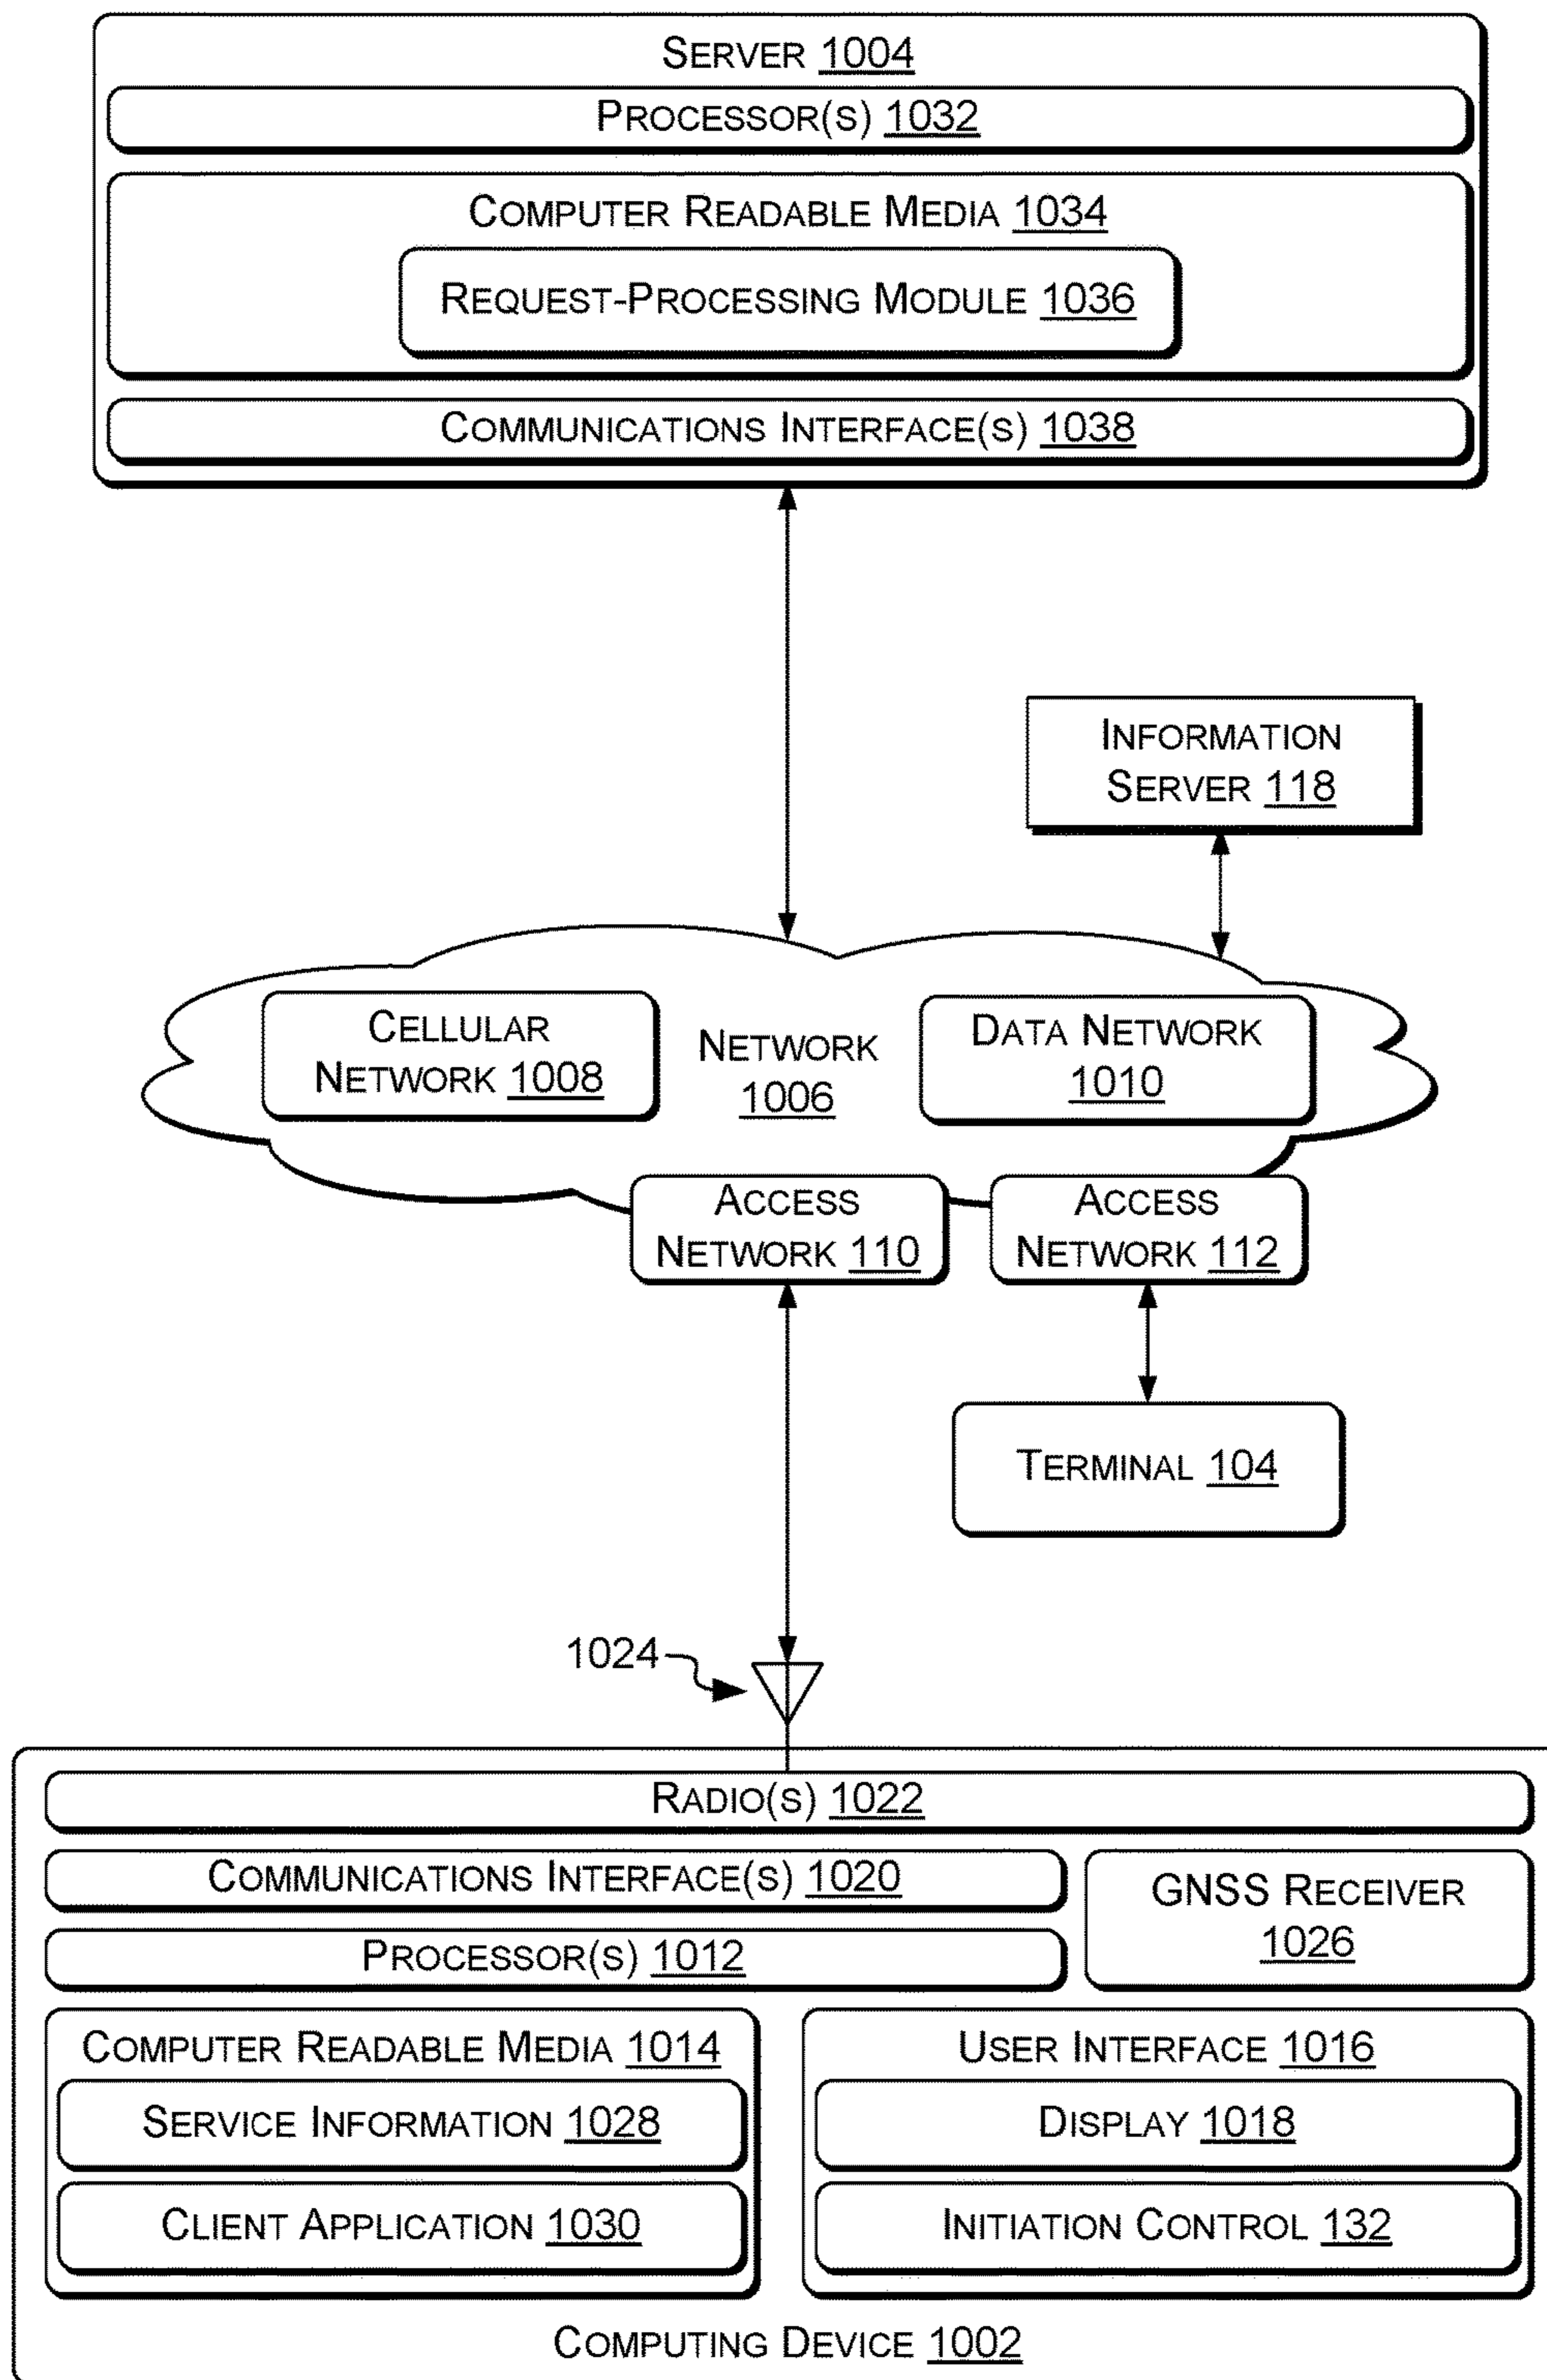 SERVER 1004
PROCESSOR(S) 1032
COMPUTER READABLE MEDIA 1034
REQUEST-PROCESSING MODULE 1036
COMMUNICATIONS INTERFACE(S) 1038
INFORMATION
SERVER 118
CELLULAR
NETWORK 1008
NETWORK
1006
DATA NETWORK
1010
ACCESS
NETWORK 110
ACCESS
NETWORK 112
TERMINAL 104
1024
RADIO(S) 1022
COMMUNICATIONS INTERFACE(S) 1020
GNSS RECEIVER
1026
PROCESSOR(S) 1012
COMPUTER READABLE MEDIA 1014
SERVICE INFORMATION 1028
CLIENT APPLICATION 1030
USER INTERFACE 1016
DISPLAY 1018
INITIATION CONTROL 132
COMPUTING DEVICE 1002